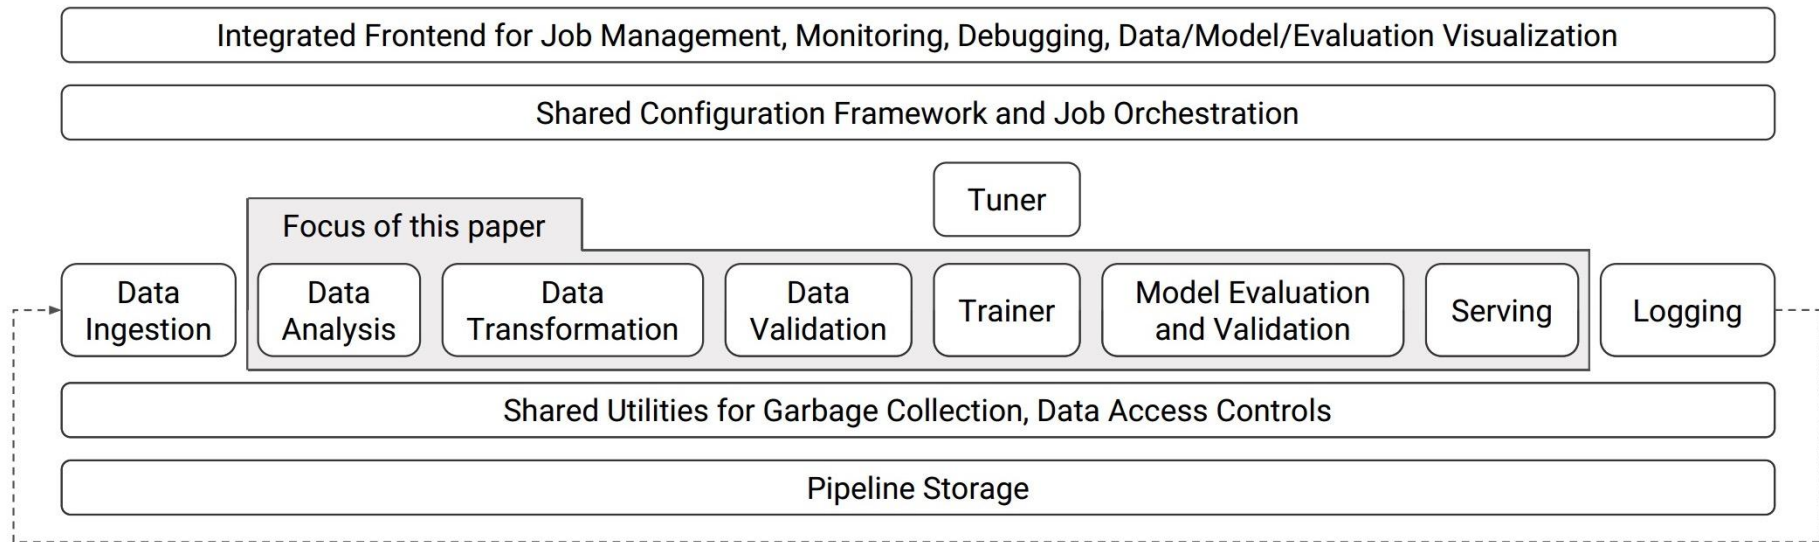 Integrated Frontend for Job Management, Monitoring, Debugging, Data/Model/Evaluation Visualization
Shared Configuration Framework and Job Orchestration
Tuner
Focus of this paper
Data
Ingestion
Data
Analysis
Data
Transformation
Data
Validation
Trainer
Model Evaluation
and Validation
Serving
Logging
Shared Utilities for Garbage Collection, Data Access Controls
Pipeline Storage